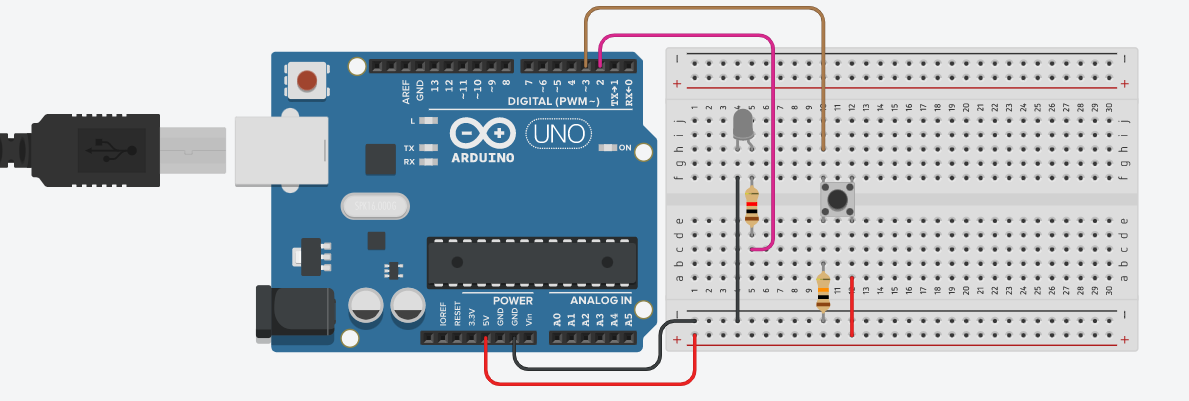 AREF
GND
13
12
~11
~10
~9
8
7
~6
~5
4
~3
2
TX→1
RX←0
DIGITAL (PWM~)
L
TX
RX
ARDUINO
UNO
ON
IOREF
RESET
3.3V
5V
GND
GND
Vin
POWER
ANALOG IN
A0
A1
A2
A3
A4
A5
− −
+ +
1 2 3 4 5 6 7 8 9 10 11 12 13 14 15 16 17 18 19 20 21 22 23 24 25 26 27 28 29 30
j j
i i
h h
g g
f f
e e
d d
c c
b b
a a
1 2 3 4 5 6 7 8 9 10 11 12 13 14 15 16 17 18 19 20 21 22 23 24 25 26 27 28 29 30
− −
+ +